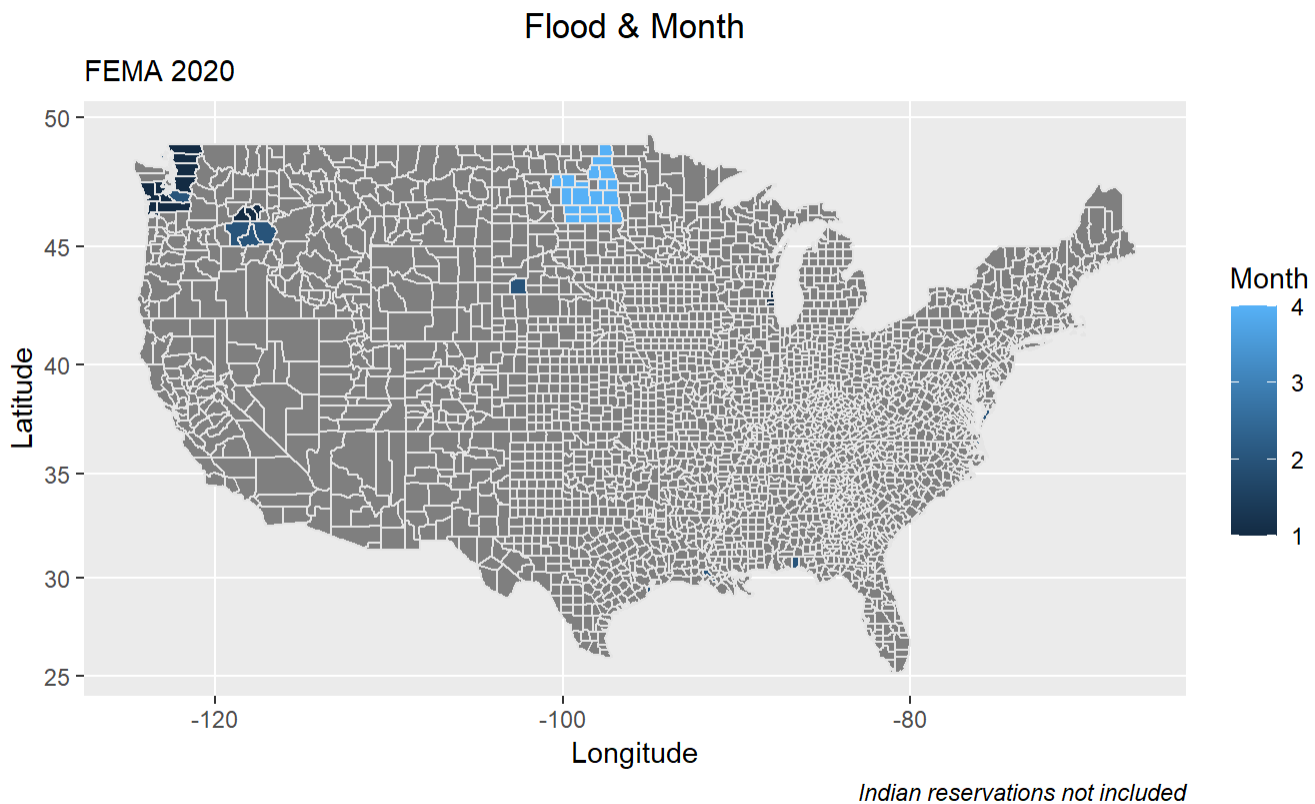 Flood & Month
FEMA 2020
50
45
40
35
30
25
Latitude
-120
-100
-80
Longitude
Month
4
3
2
1
Indian reservations not included